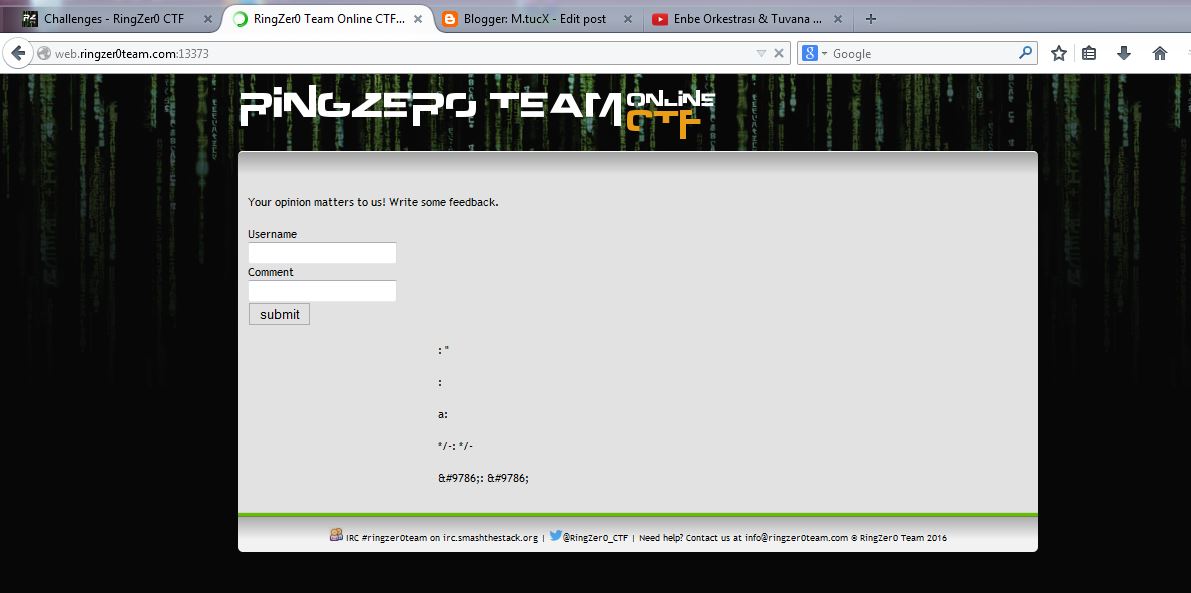 Challenges - RingZer0 CTF
RingZer0 Team Online CTF...
Blogger: M.tucX - Edit post
Enbe Orkestrası & Tuvana ...
web.ringzer0team.com:13373
Google
RINGZER0 TEAM ONLINE CTF
Your opinion matters to us! Write some feedback.
Username
Comment
submit
: "
:
a:
*/-: */-
&#9786;: &#9786;
IRC #ringzer0team on irc.smashthestack.org | @RingZer0_CTF | Need help? Contact us at info@ringzer0team.com © RingZer0 Team 2016